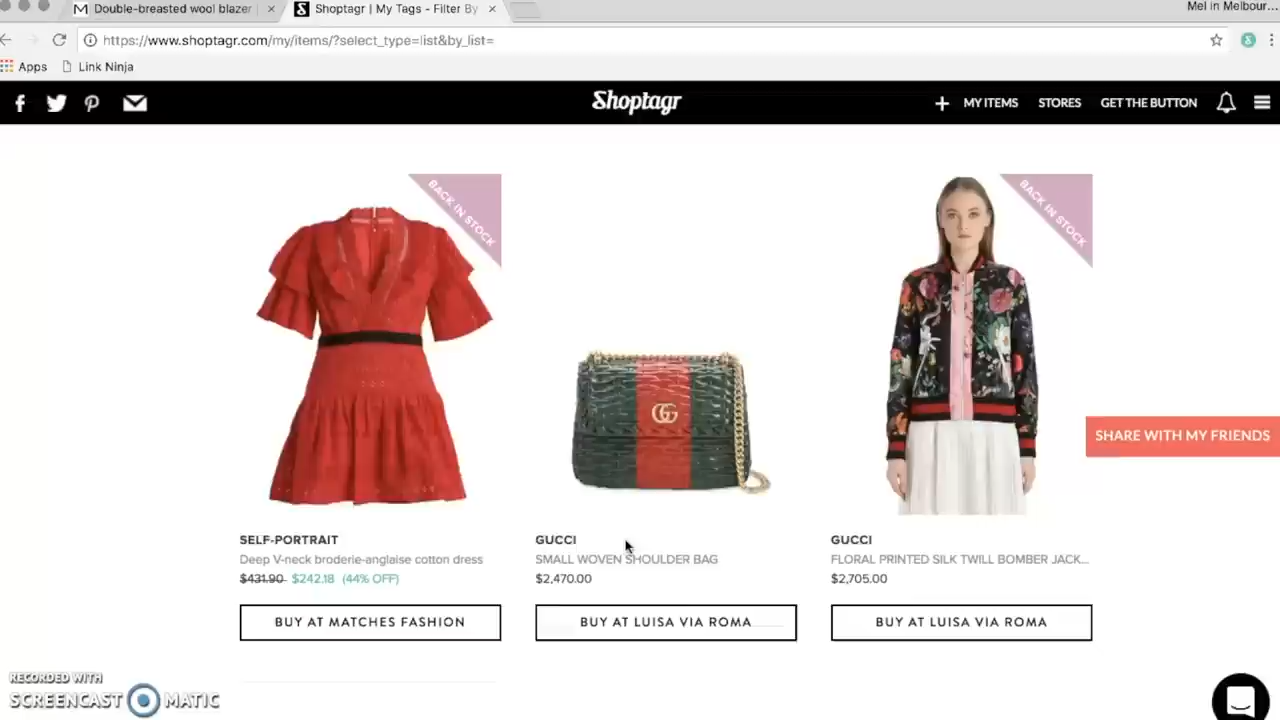 Double-breasted wool blazer
Shoptagr | My Tags - Filter By
Mel in Melbour...
https://www.shoptagr.com/my/items/?select_type=list&by_list=
Apps
Link Ninja
Shoptagr
MY ITEMS
STORES
GET THE BUTTON
BACK IN STOCK
BACK IN STOCK
GG
SHARE WITH MY FRIENDS
SELF-PORTRAIT
Deep V-neck broderie-anglaise cotton dress
$431.90 $242.18 (44% OFF)
BUY AT MATCHES FASHION
GUCCI
SMALL WOVEN SHOULDER BAG
$2,470.00
BUY AT LUISA VIA ROMA
GUCCI
FLORAL PRINTED SILK TWILL BOMBER JACK...
$2,705.00
BUY AT LUISA VIA ROMA
RECORDED WITH
SCREENCAST MATIC